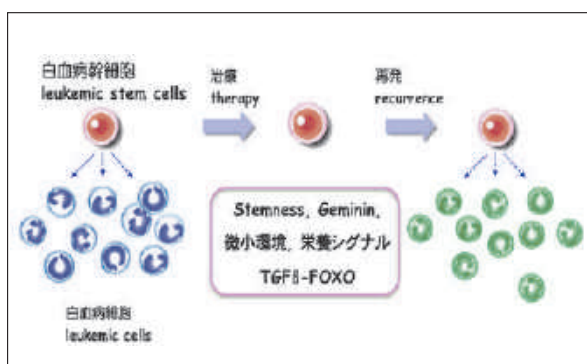 白血病幹細胞
leukemic stem cells
治療
therapy
再発
recurrence
Stemness, Geminin,
微小環境, 栄養シグナル
TGFβ-FOXO
白血病細胞
leukemic cells